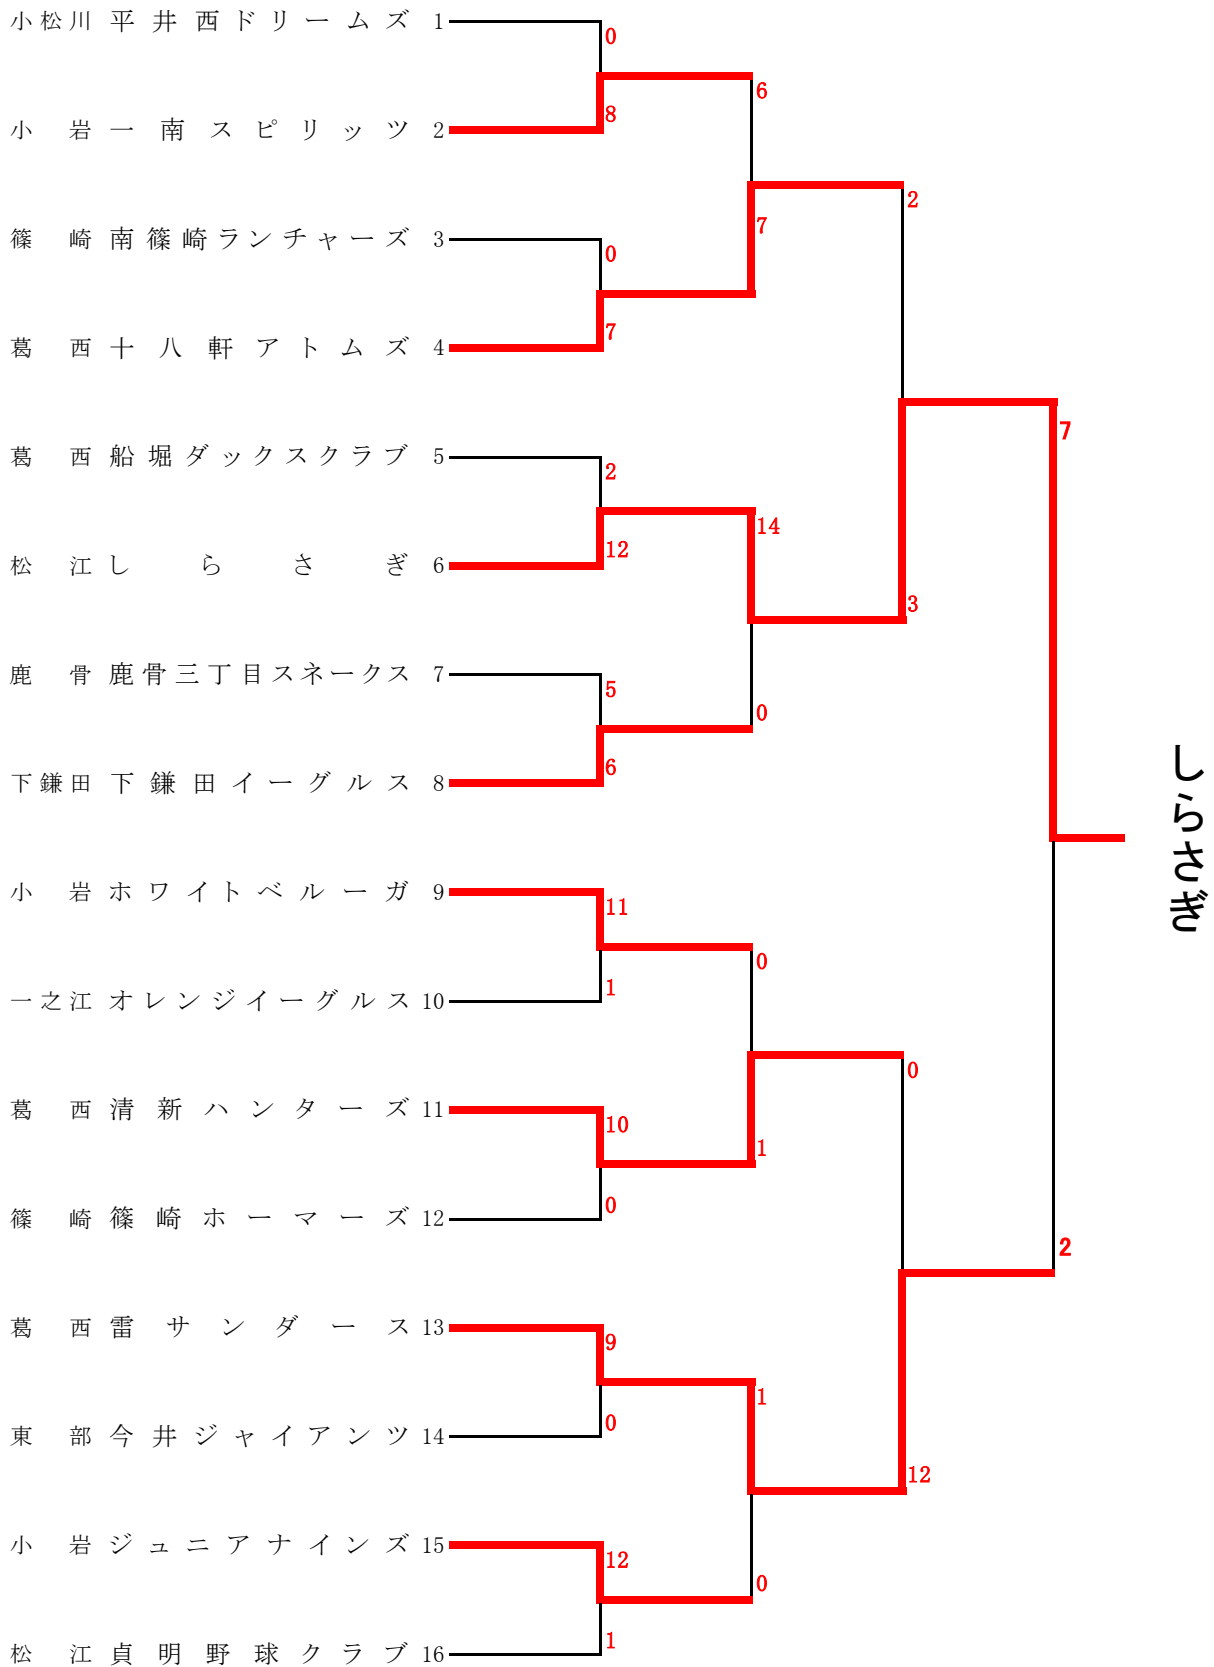 小松川 平井西ドリームズ 1
0
6
8
小岩 一南スピリッツ 2
2
7
篠崎 南篠崎ランチャーズ 3
0
7
葛西 十八軒アトムズ 4
7
葛西 船堀ダックスクラブ 5
2
14
12
松江 しらさぎ 6
3
鹿骨 鹿骨三丁目スネークス 7
5
0
6
下鎌田 下鎌田イーグルス 8
しらさぎ
小岩 ホワイトベルーガ 9
11
0
1
一之江 オレンジイーグルス 10
0
葛西 清新ハンターズ 11
10
1
0
篠崎 篠崎ホーマーズ 12
2
葛西 雷サンダース 13
9
1
0
東部 今井ジャイアンツ 14
12
小岩 ジュニアナインズ 15
12
0
1
松江 貞明野球クラブ 16